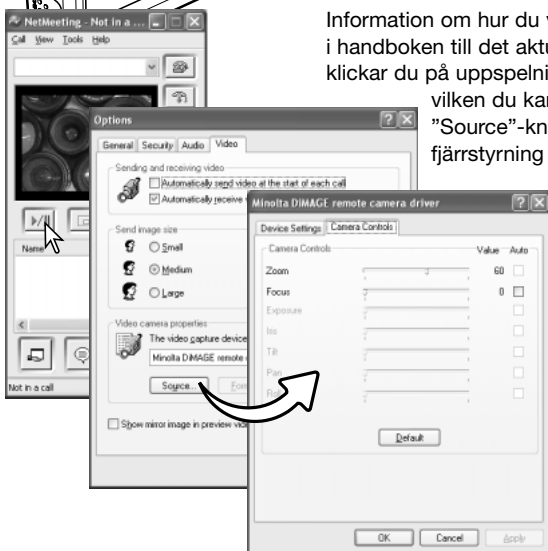 Information om hur du v
i handboken till det aktu
klickar du på uppspelni
vilken du kan
"Source"-kn
fjärrstyrning
NetMeeting - Not in a ...
Call View Tools Help
Name
Not in a call
Options
General Security Audio Video
Sending and receiving video
Automatically send video at the start of each call
Automatically receive v
Send image size
Small
Medium
Large
Video camera properties
The video capture device
Minolta DiMAGE remote
Source...
Show mirror image in preview vid
Minolta DiMAGE remote camera driver
Device Settings Camera Controls
Camera Controls Value Auto
Zoom 60
Focus 0
Exposure
Iris
Tilt
Pan
Default
OK Cancel Apply